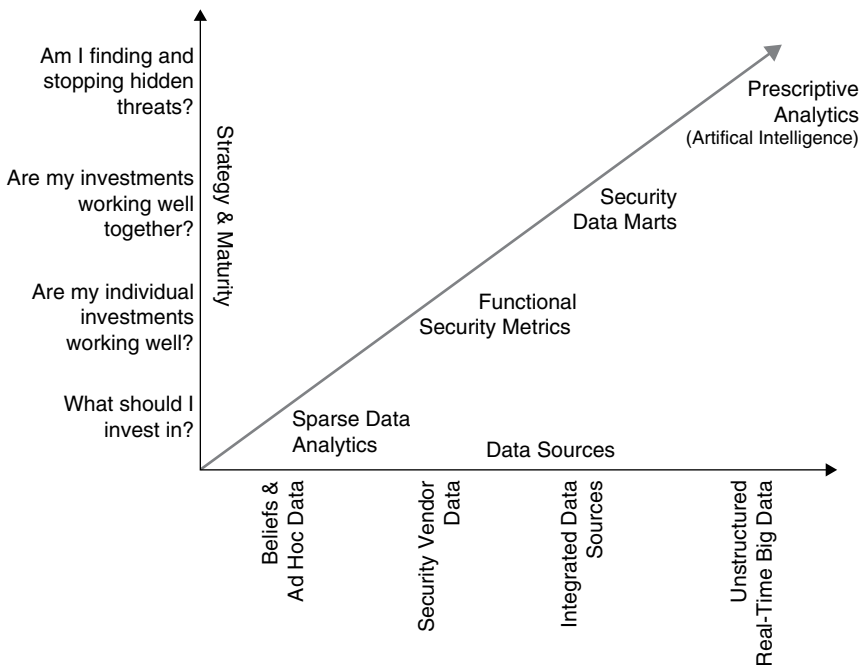 Am I finding and
stopping hidden
threats?
Are my investments
working well
together?
Are my individual
investments
working well?
What should I
invest in?
Strategy & Maturity
Prescriptive
Analytics
(Artifical Intelligence)
Security
Data Marts
Functional
Security Metrics
Sparse Data
Analytics
Data Sources
Beliefs &
Ad Hoc Data
Security Vendor
Data
Integrated Data
Sources
Unstructured
Real-Time Big Data